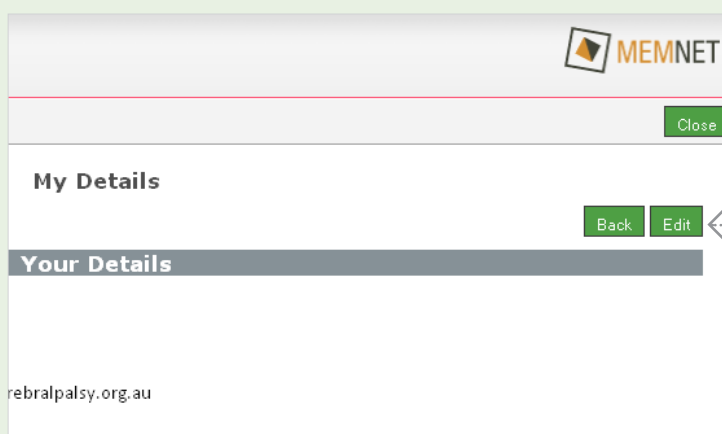 MEMNET
Close
My Details
Back Edit
Your Details
rebralpalsy.org.au